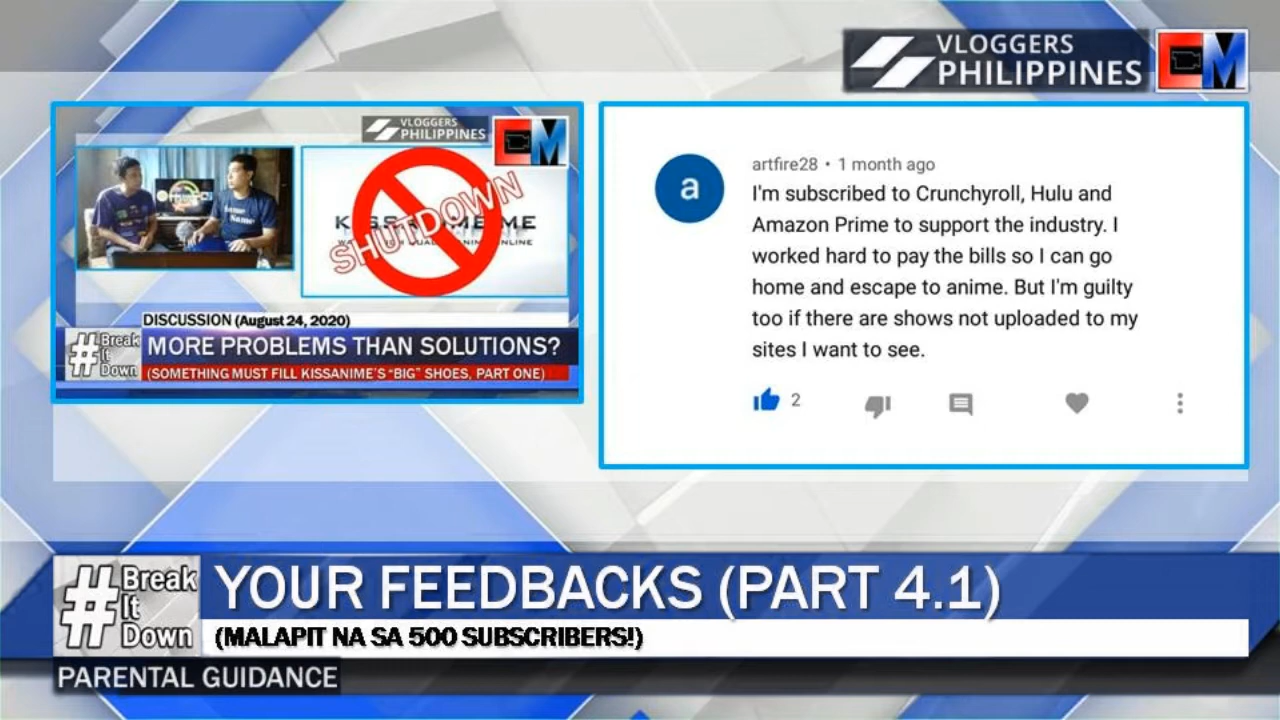 VLOGGERS
PHILIPPINES
CM
VLOGGERS
PHILIPPINES
CM
SHUTDOWN
DISCUSSION (August 24, 2020)
#Break
It
Down
MORE PROBLEMS THAN SOLUTIONS?
(SOMETHING MUST FILL KISSANIME'S "BIG" SHOES, PART ONE)
a
artfire28 • 1 month ago
I'm subscribed to Crunchyroll, Hulu and
Amazon Prime to support the industry. I
worked hard to pay the bills so I can go
home and escape to anime. But I'm guilty
too if there are shows not uploaded to my
sites I want to see.
2
#Break
It
Down
YOUR FEEDBACKS (PART 4.1)
(MALAPIT NA SA 500 SUBSCRIBERS!)
PARENTAL GUIDANCE